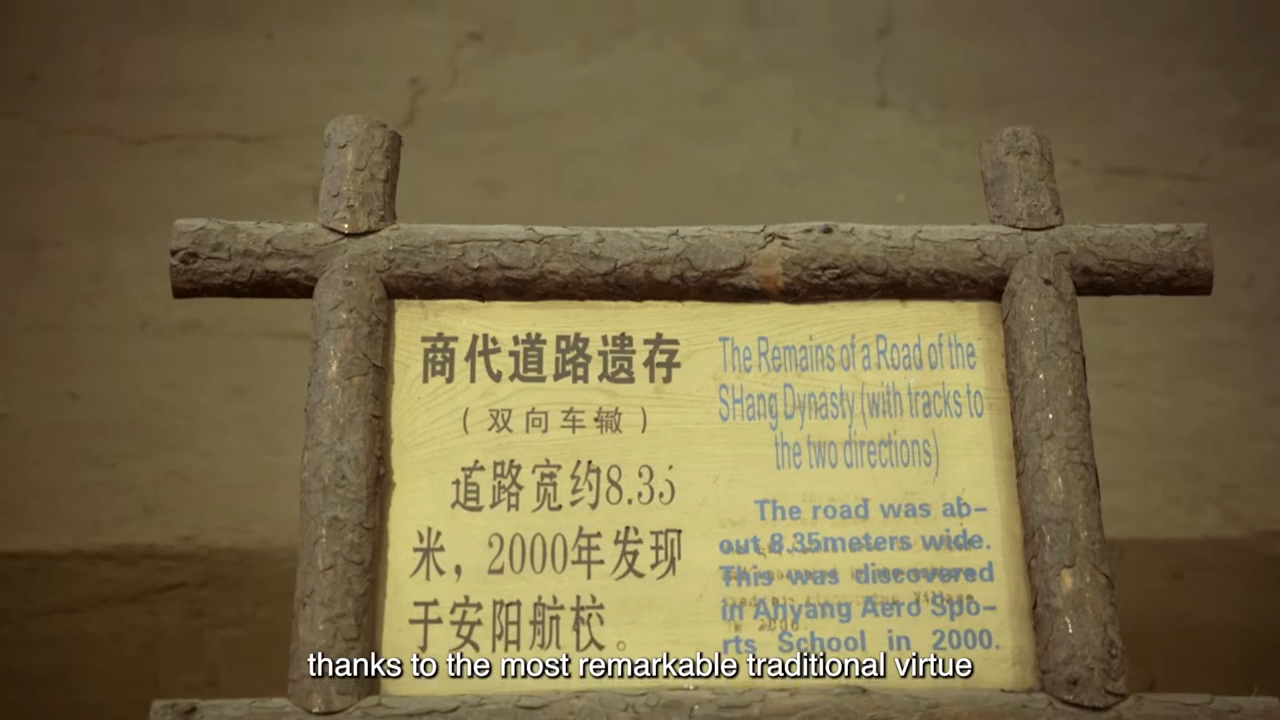 商代道路遗存
（双向车辙）
道路宽约8.35
米，2000年发现
于安阳航校。
The Remains of a Road of the
SHang Dynasty (with tracks to
the two directions)
The road was ab-
out 8.35meters wide.
This was discovered
in Anyang Aero Spo-
rts School in 2000.
thanks to the most remarkable traditional virtue